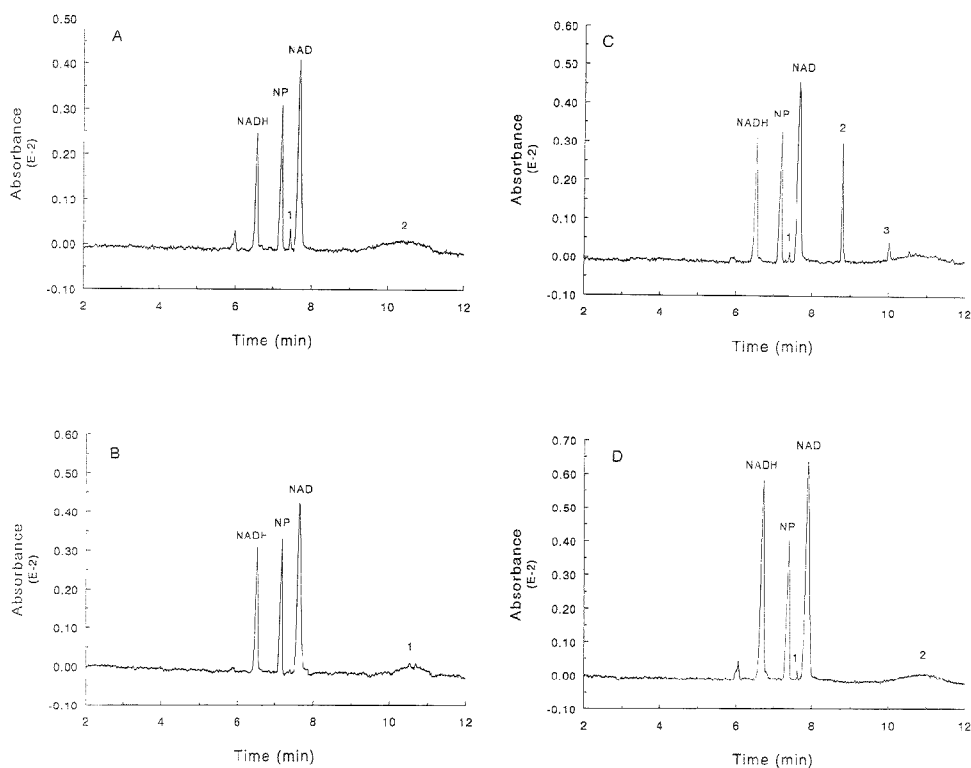 A
Absorbance
(E-2)
0.50
0.40
0.30
0.20
0.10
0.00
-0.10
NADH
NP
1
NAD
2
2 4 6 8 10 12
Time (min)
C
Absorbance
(E-2)
0.60
0.50
0.40
0.30
0.20
0.10
0.00
-0.10
NADH
NP
1
NAD
2
3
2 4 6 8 10 12
Time (min)
B
Absorbance
(E-2)
0.60
0.50
0.40
0.30
0.20
0.10
0.00
-0.10
NADH
NP
NAD
1
2 4 6 8 10 12
Time (min)
D
Absorbance
(E-2)
0.70
0.60
0.50
0.40
0.30
0.20
0.10
0.00
-0.10
NADH
NP
1
NAD
2
2 4 6 8 10 12
Time (min)